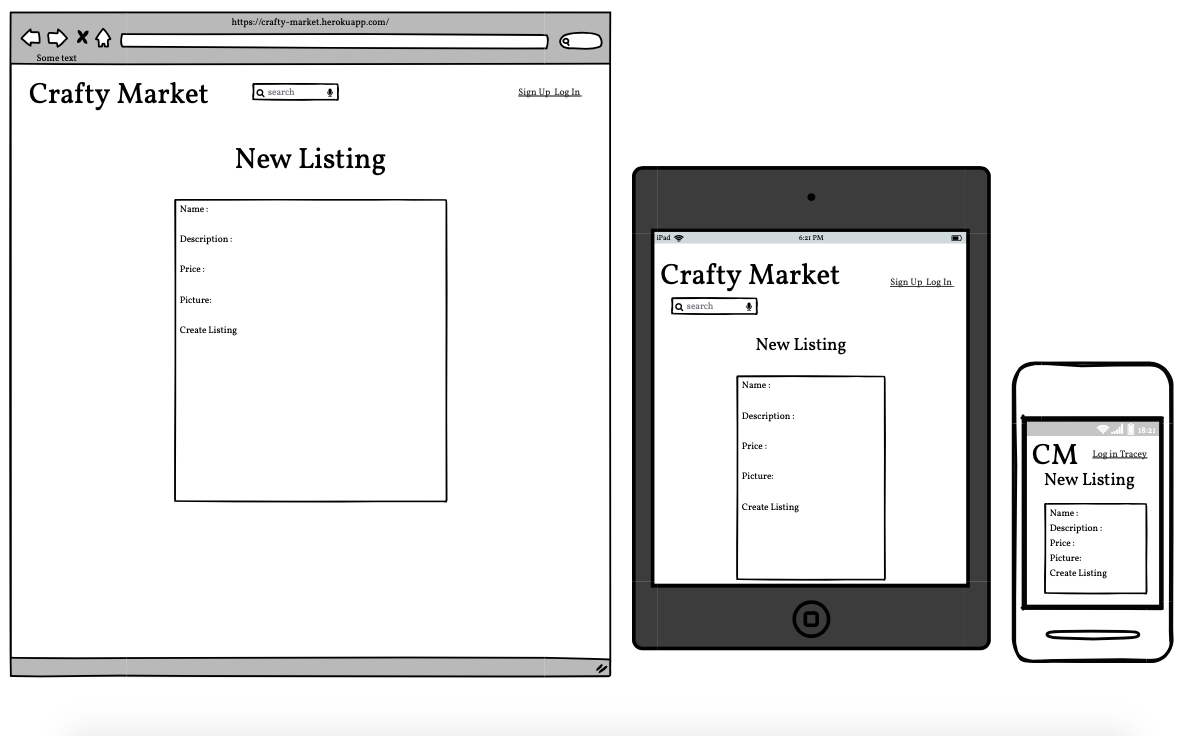 https://crafty-market.herokuapp.com/
Some text
Crafty Market
search
Sign Up Log In
New Listing
Name :
Description :
Price :
Picture:
Create Listing
iPad
6:21 PM
Crafty Market
Sign Up Log In
search
New Listing
Name :
Description :
Price :
Picture:
Create Listing
18:21
CM
Log in Tracey
New Listing
Name :
Description :
Price :
Picture:
Create Listing